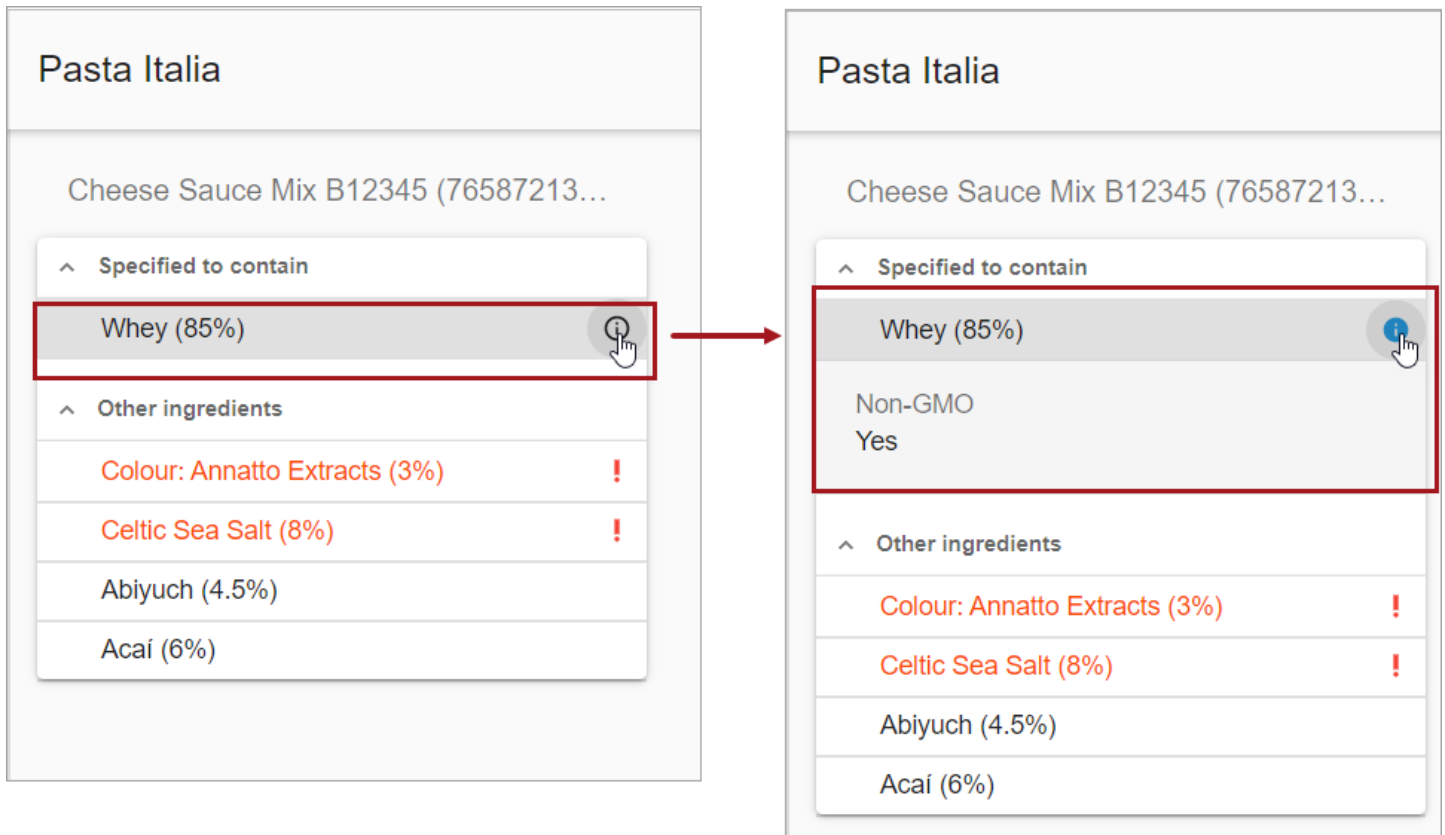 Pasta Italia
Cheese Sauce Mix B12345 (76587213...
Specified to contain
Whey (85%)
Other ingredients
Colour: Annatto Extracts (3%)
Celtic Sea Salt (8%)
Abiyuch (4.5%)
Acaí (6%)
Pasta Italia
Cheese Sauce Mix B12345 (76587213...
Specified to contain
Whey (85%)
Non-GMO
Yes
Other ingredients
Colour: Annatto Extracts (3%)
Celtic Sea Salt (8%)
Abiyuch (4.5%)
Acaí (6%)